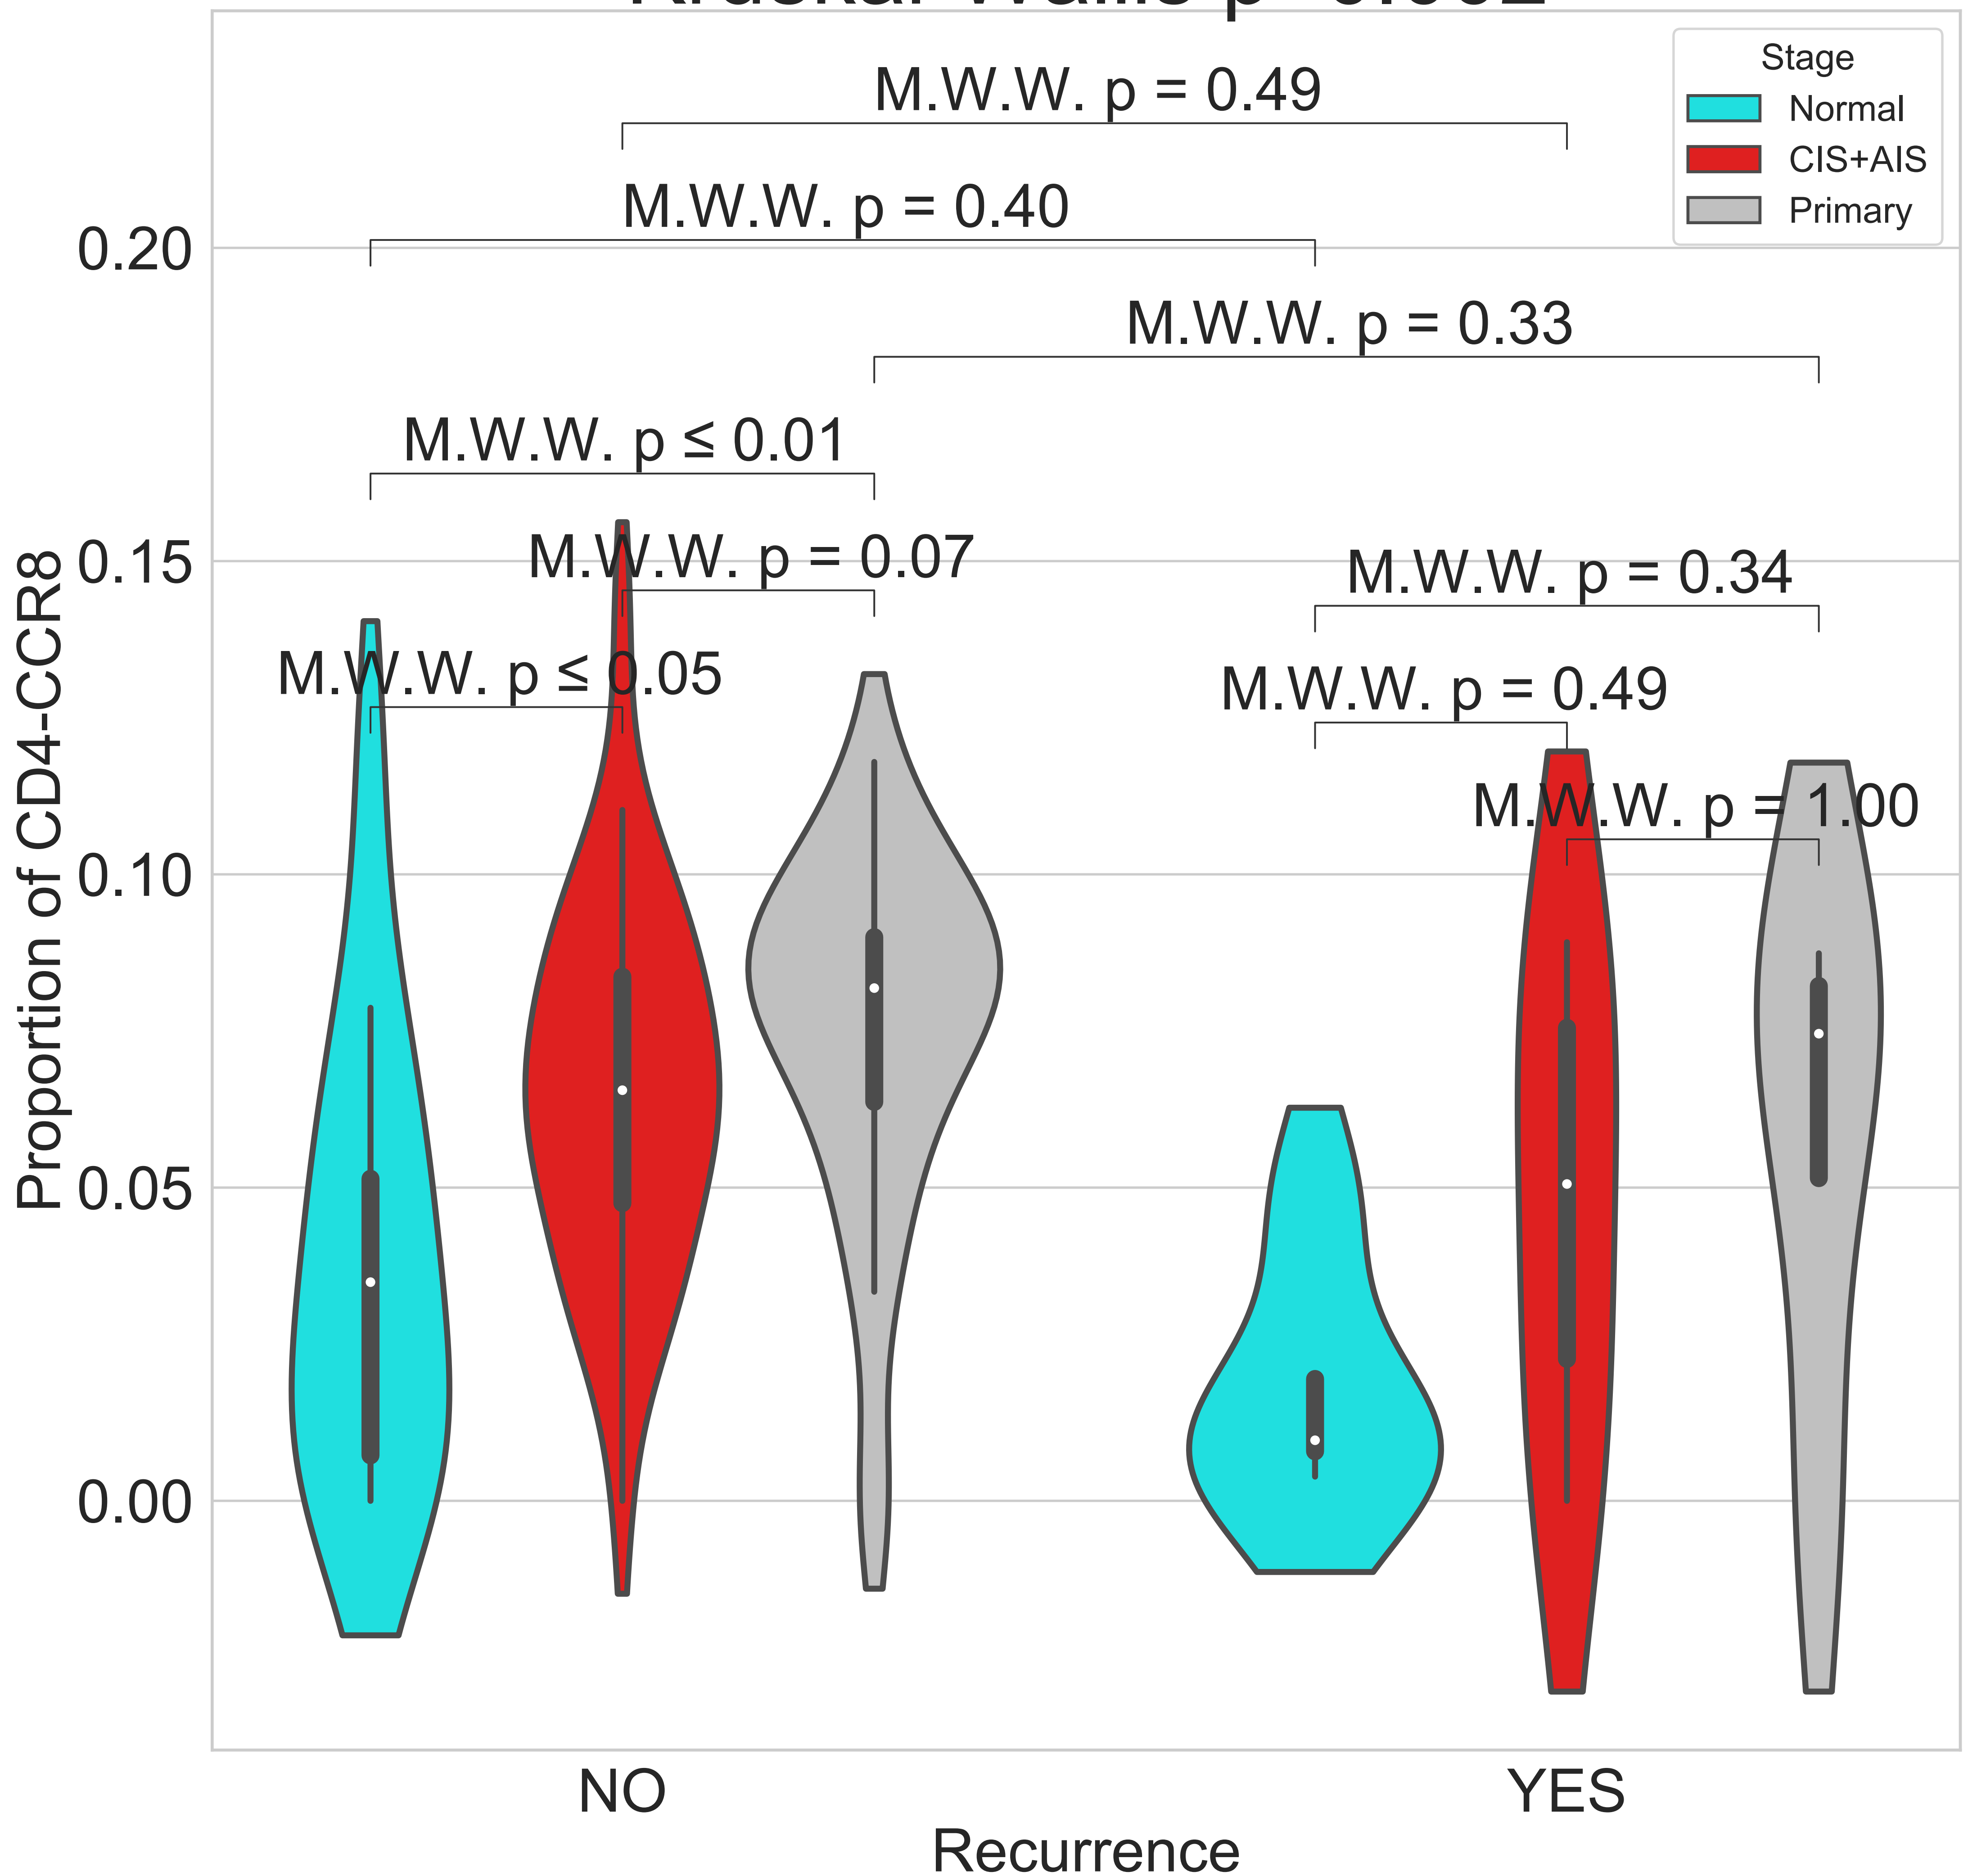 Stage
Normal
CIS+AIS
Primary
M.W.W. p = 0.49
M.W.W. p = 0.40
M.W.W. p = 0.33
M.W.W. p ≤ 0.01
M.W.W. p = 0.07
M.W.W. p = 0.34
M.W.W. p ≤ 0.05
M.W.W. p = 0.49
M.W.W. p = 1.00
Proportion of CD4-CCR8
0.20
0.15
0.10
0.05
0.00
NO
YES
Recurrence